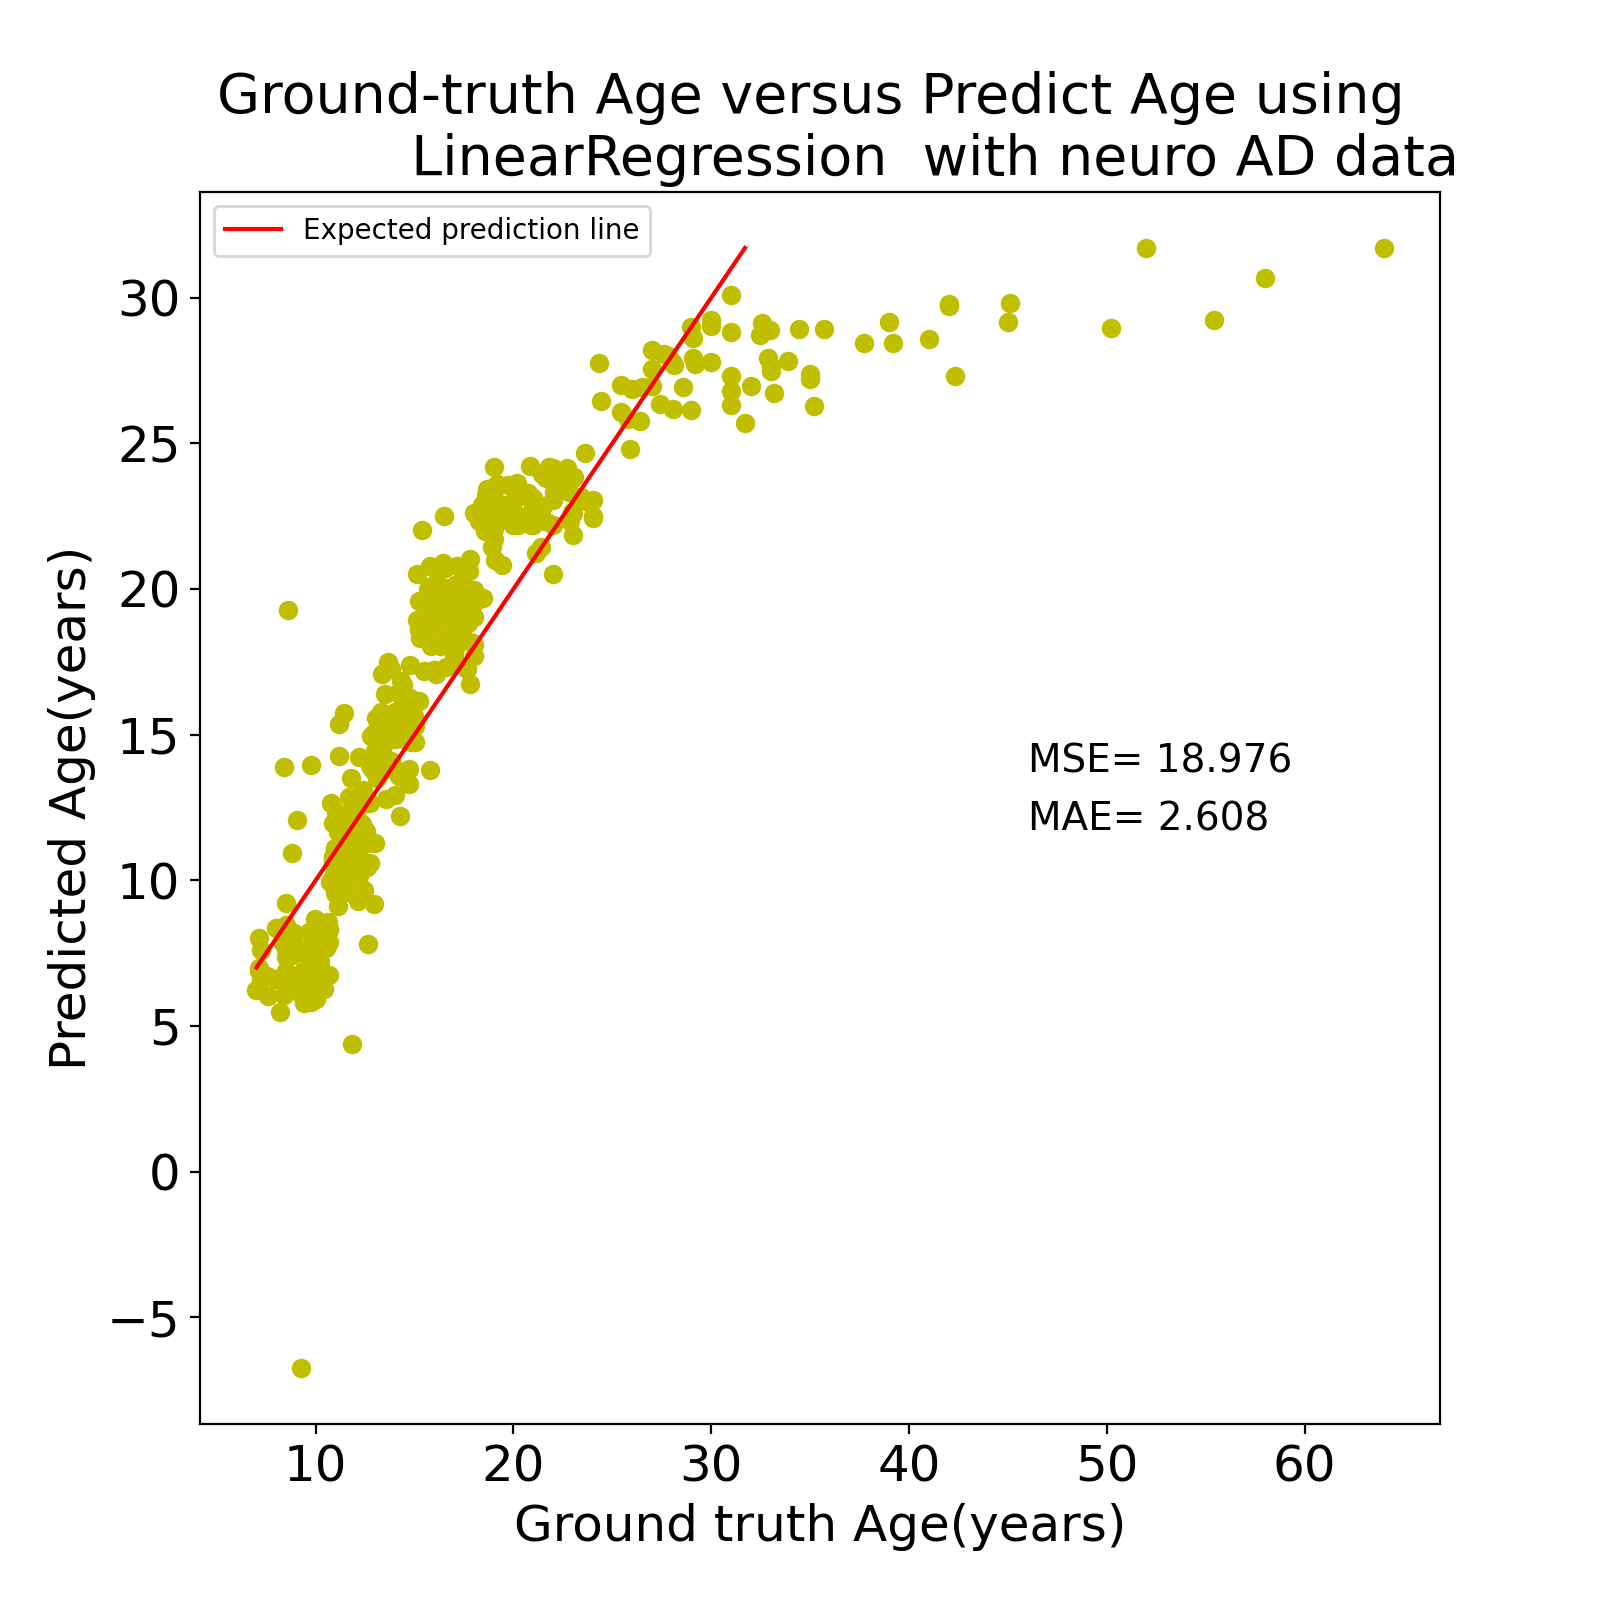 Ground-truth Age versus Predict Age using
LinearRegression  with neuro AD data
Expected prediction line
30
25
20
15
10
5
0
−5
Predicted Age(years)
MSE= 18.976
MAE= 2.608
10 20 30 40 50 60
Ground truth Age(years)